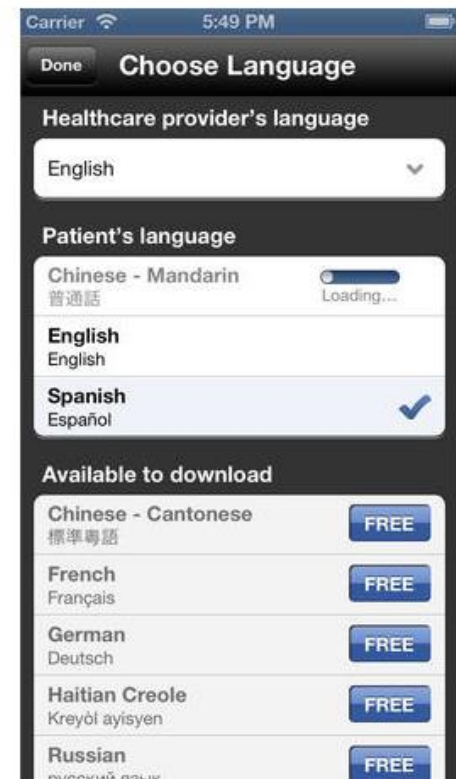 Carrier 5:49 PM
Done Choose Language
Healthcare provider's language
English
Patient's language
Chinese - Mandarin
普通話
Loading...
English
English
Spanish
Español
Available to download
Chinese - Cantonese
標準粵語
FREE
French
Français
FREE
German
Deutsch
FREE
Haitian Creole
Kreyòl ayisyen
FREE
Russian
русский язык
FREE